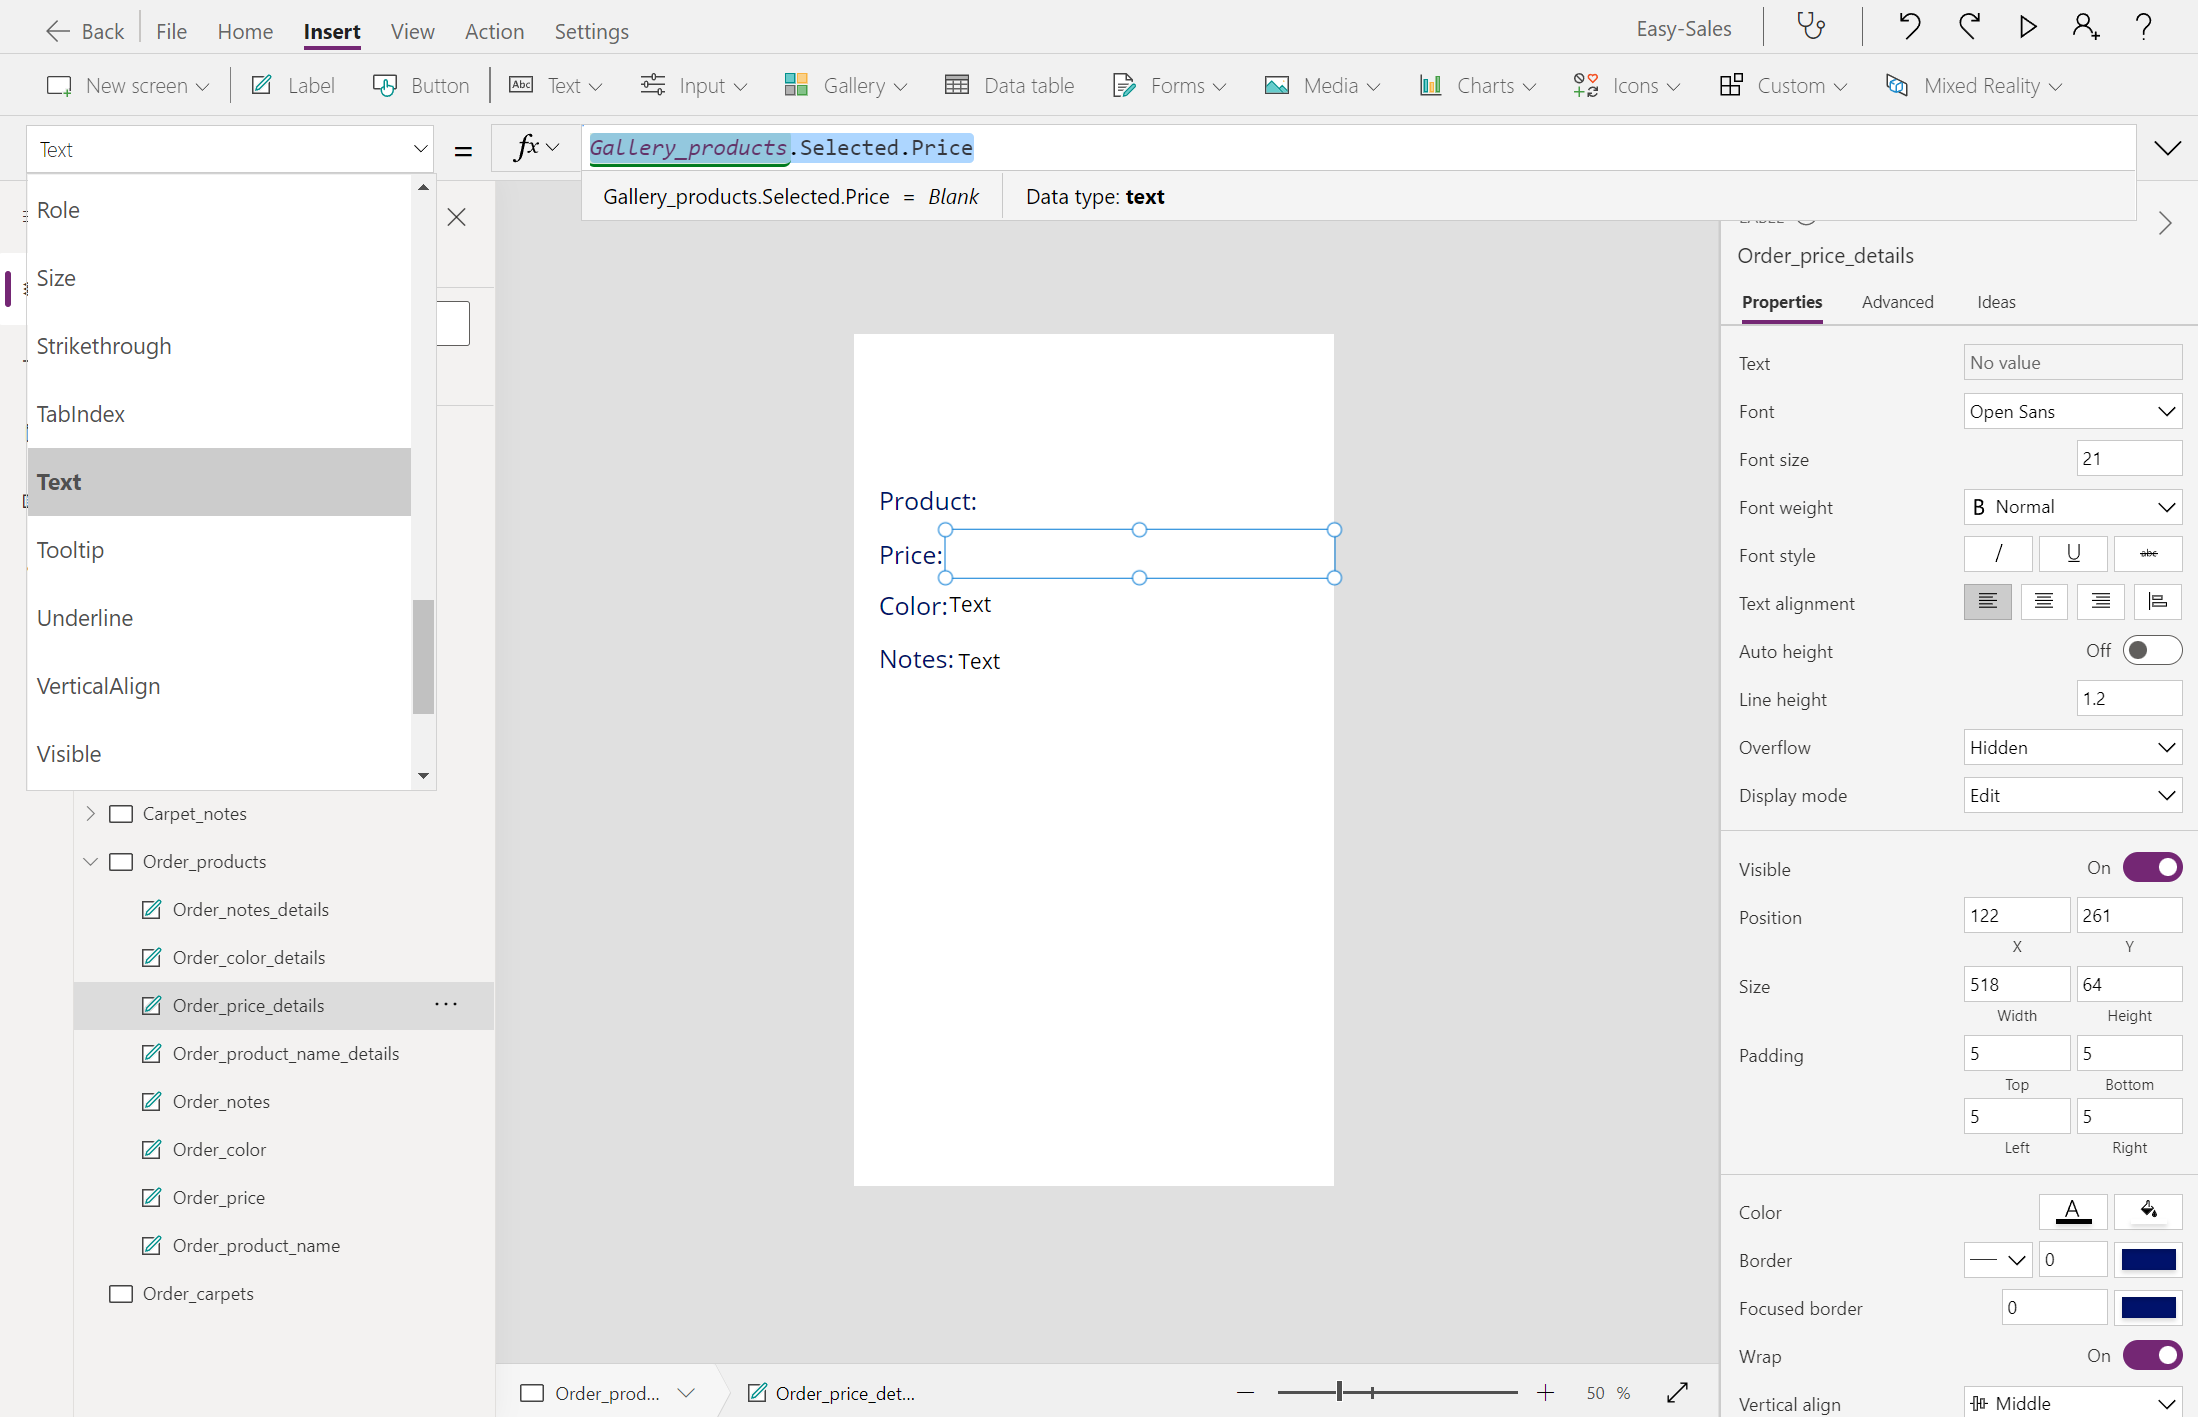 Back File Home Insert View Action Settings Easy-Sales
New screen Label Button Abc Text Input Gallery Data table Forms Media Charts Icons Custom Mixed Reality
Text = fx Gallery_products.Selected.Price
Gallery_products.Selected.Price = Blank Data type: text
Role
Size
Strikethrough
TabIndex
Text
Tooltip
Underline
VerticalAlign
Visible
Carpet_notes
Order_products
Order_notes_details
Order_color_details
Order_price_details ...
Order_product_name_details
Order_notes
Order_color
Order_price
Order_product_name
Order_carpets
Product:
Price:
Color: Text
Notes: Text
Order_prod... Order_price_det... 50 %
Order_price_details
Properties Advanced Ideas
Text No value
Font Open Sans
Font size 21
Font weight B Normal
Font style / U abc
Text alignment
Auto height Off
Line height 1.2
Overflow Hidden
Display mode Edit
Visible On
Position 122 261
X Y
Size 518 64
Width Height
Padding 5 5
Top Bottom
5 5
Left Right
Color A
Border 0
Focused border 0
Wrap On
Vertical align Middle